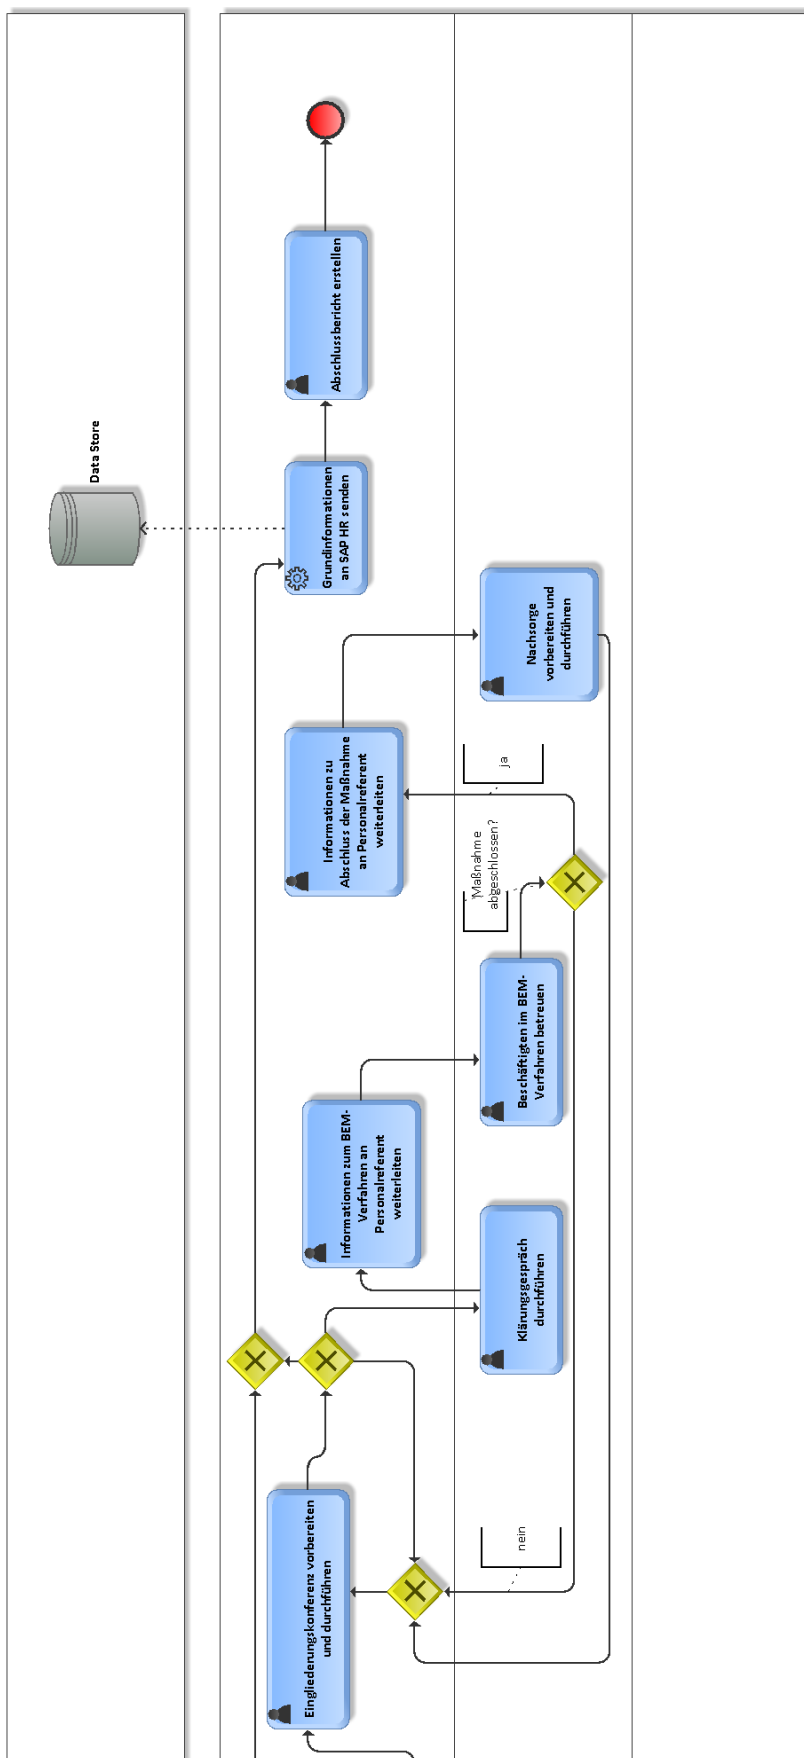 Data Store
Eingliederungskonferenz vorbereiten
und durchführen
nein
Klärungsgespräch
durchführen
Informationen zum BEM-
Verfahren an
Personalreferent
weiterleiten
Beschäftigten im BEM-
Verfahren betreuen
Maßnahme
abgeschlossen?
ja
Informationen zu
Abschluss der Maßnahme
an Personalreferent
weiterleiten
Nachsorge
vorbereiten und
durchführen
Grundinformationen
an SAP HR senden
Abschlussbericht erstellen